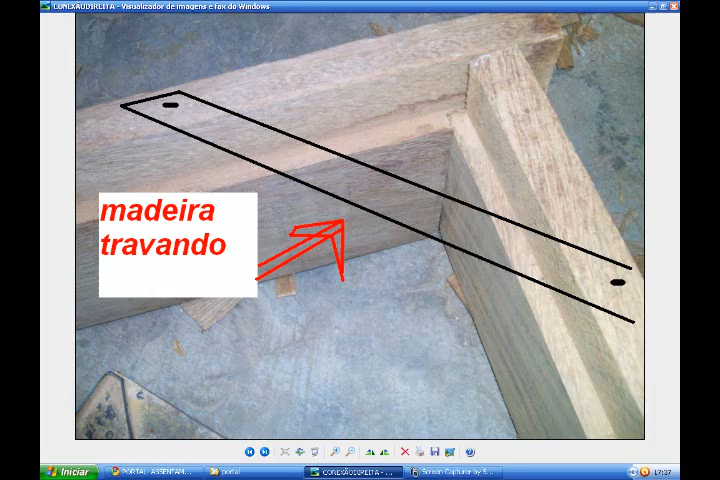 CONEXÃODIREITA - Visualizador de imagens e fax do Windows
madeira
travando
Iniciar
PORTAL ASSENTAM...
portal
CONEXÃODIREITA - V...
Screen Capturer by S...
17:37